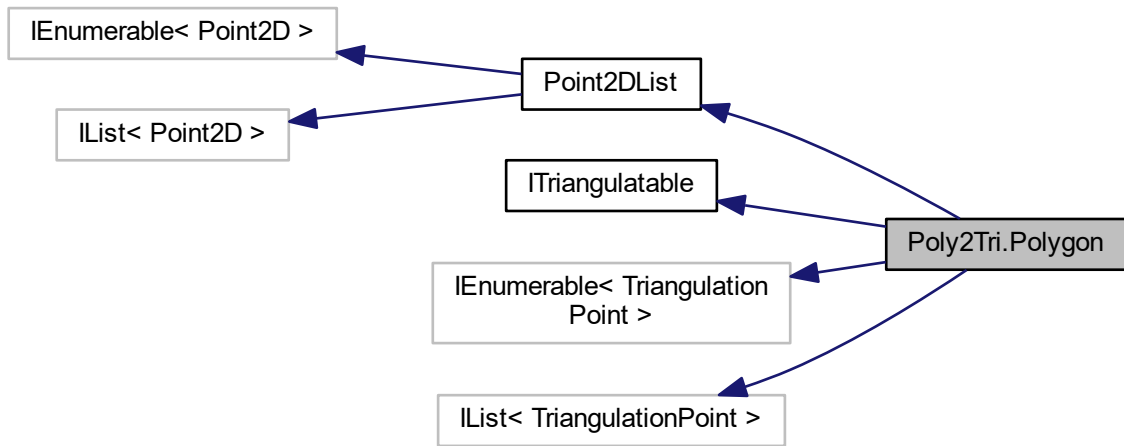 IEnumerable< Point2D >
Point2DList
IList< Point2D >
ITriangulatable
Poly2Tri.Polygon
IEnumerable< Triangulation
Point >
IList< TriangulationPoint >